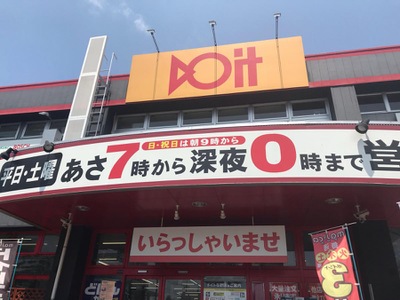 Doit
日・祝日は朝9時から
平日・土曜 あさ7時から深夜0時まで営
いらっしゃいませ